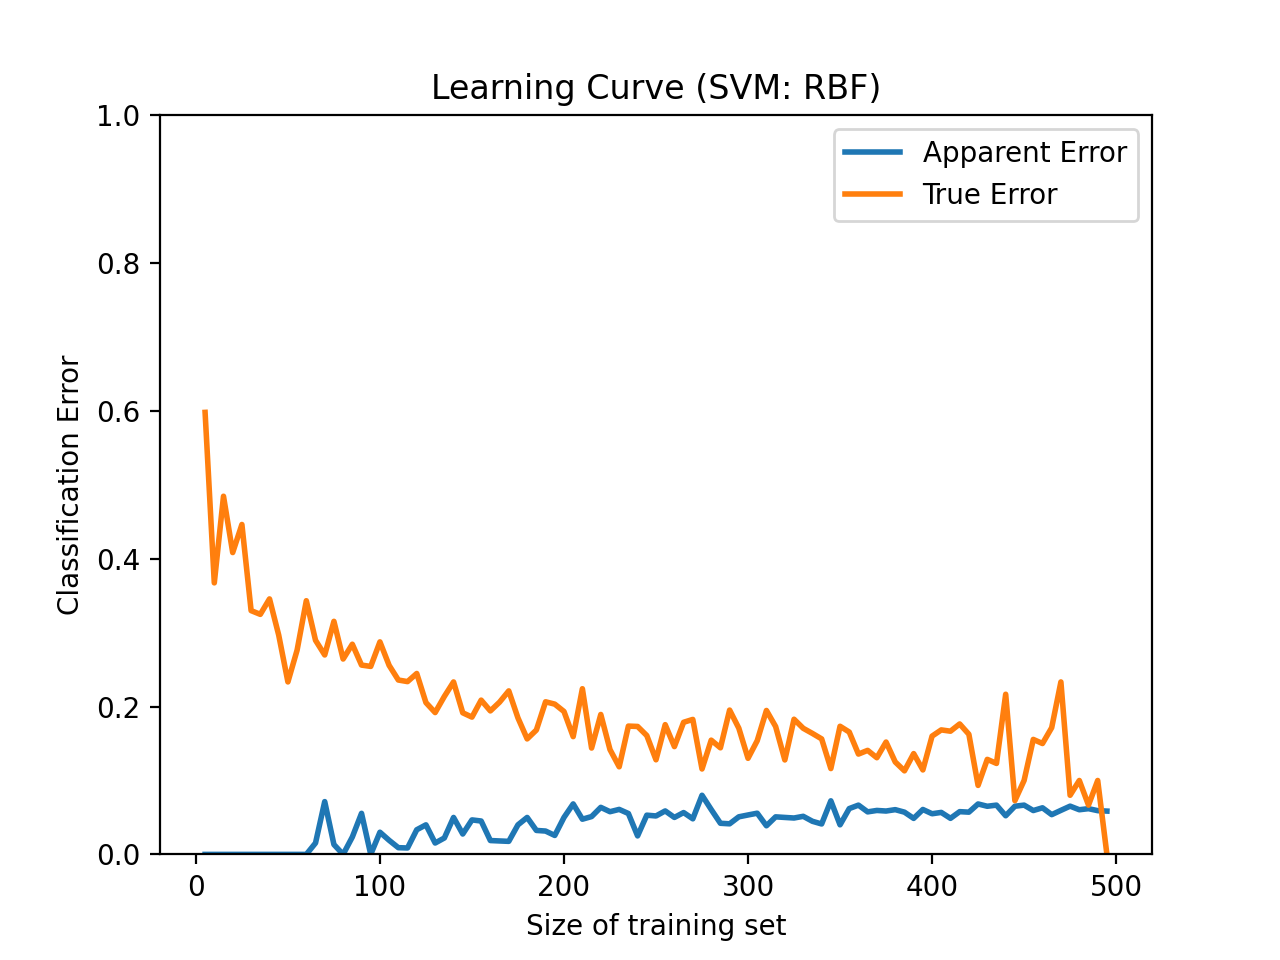 Learning Curve (SVM: RBF)
1.0
0.8
0.6
0.4
0.2
0.0
Classification Error
Apparent Error
True Error
0 100 200 300 400 500
Size of training set